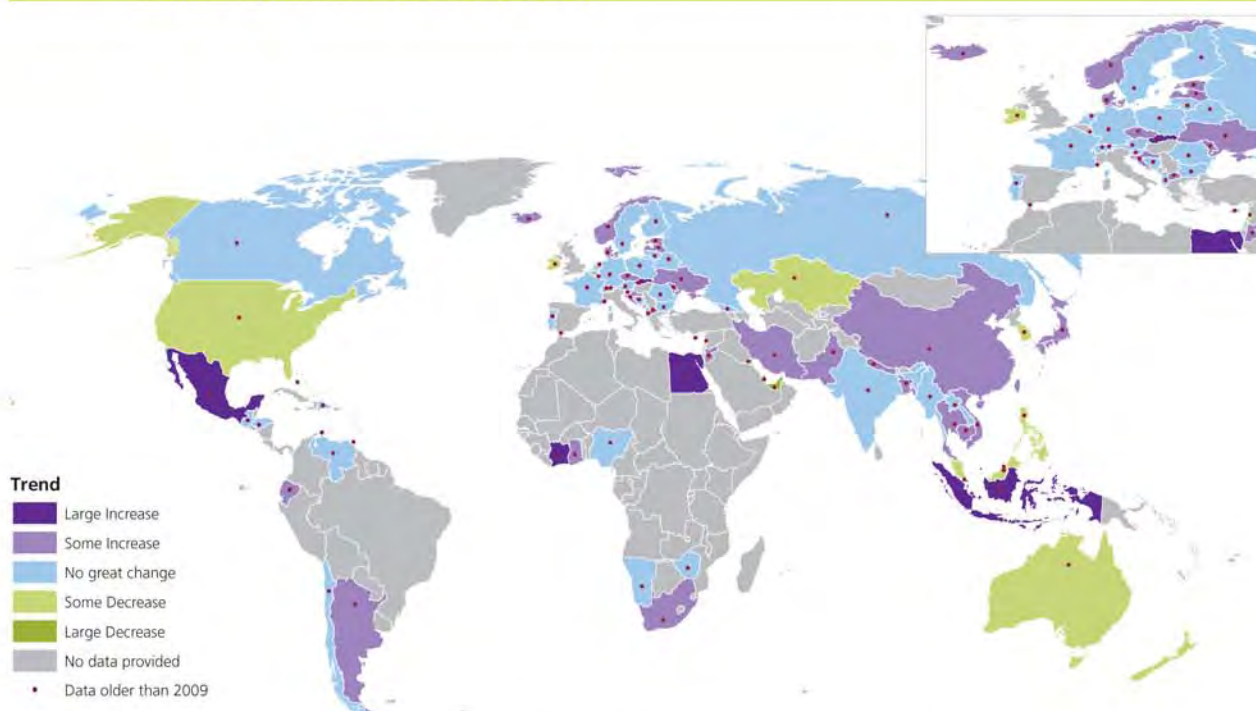 Trend
Large Increase
Some Increase
No great change
Some Decrease
Large Decrease
No data provided
Data older than 2009